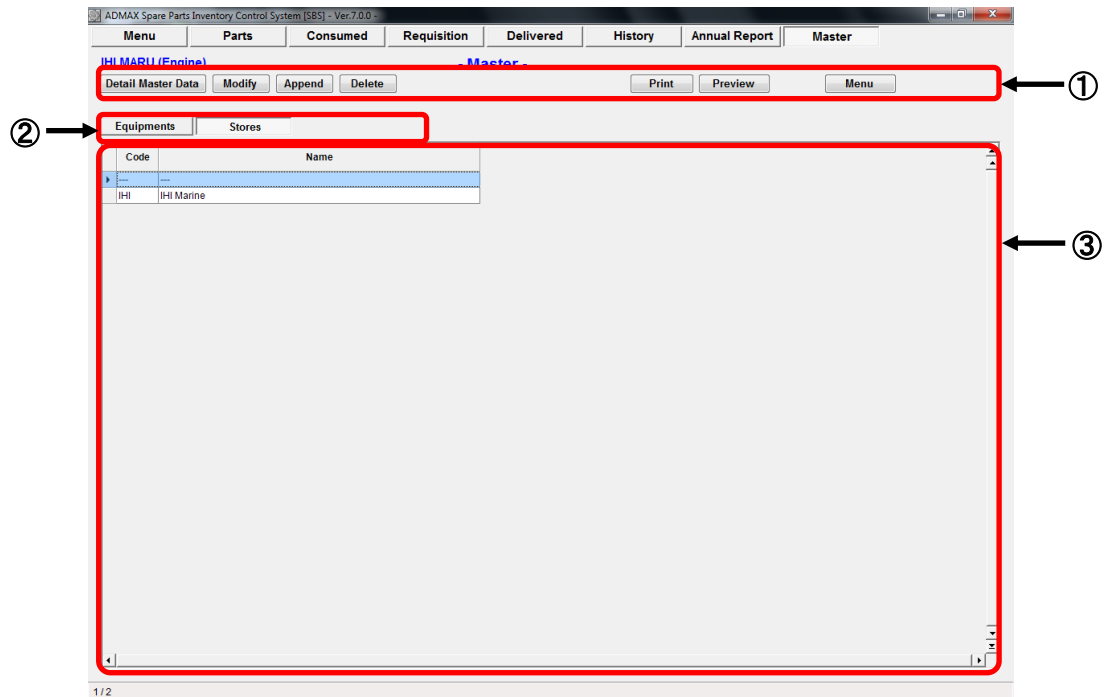 ADMAX Spare Parts Inventory Control System [SBS] - Ver.7.0.0 -
Menu Parts Consumed Requisition Delivered History Annual Report Master
IHI MARU (Engine) - Master -
Detail Master Data Modify Append Delete Print Preview Menu
①
②
Equipments Stores
Code Name
--- ---
IHI IHI Marine
③
1 / 2